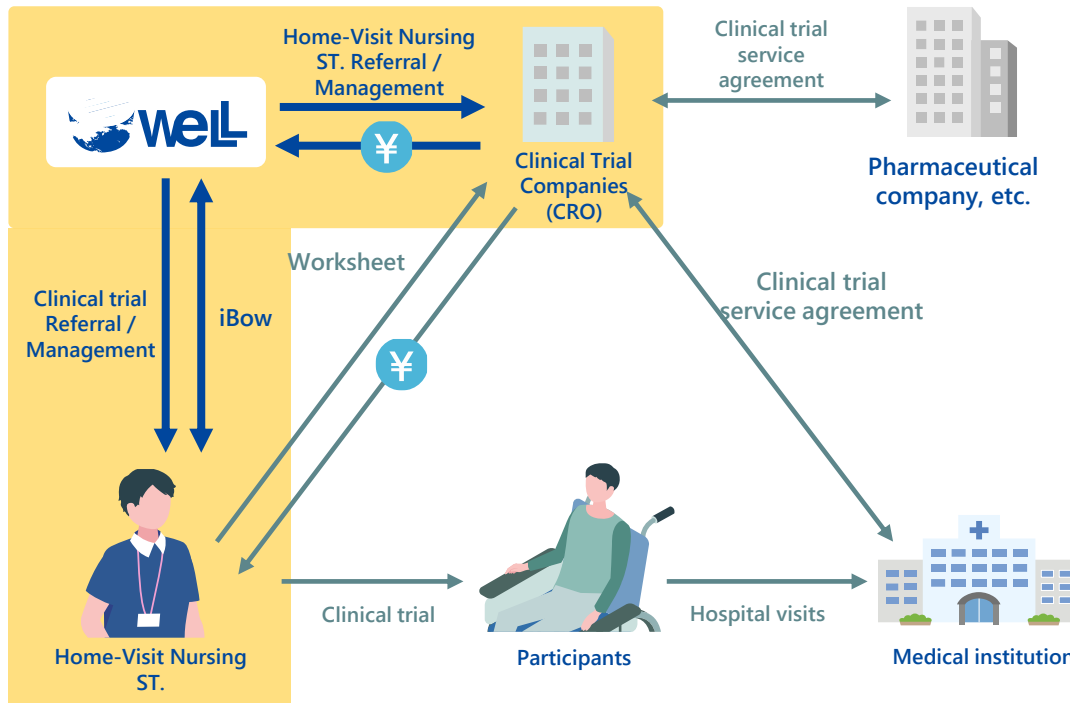 Home-Visit Nursing
ST. Referral /
Management
Clinical trial
service
agreement
WeLL
¥
Clinical Trial
Companies
(CRO)
Pharmaceutical
company, etc.
Worksheet
Clinical trial
service agreement
Clinical trial
Referral /
Management
iBow
¥
Clinical trial
Hospital visits
Home-Visit Nursing
ST.
Participants
Medical institution